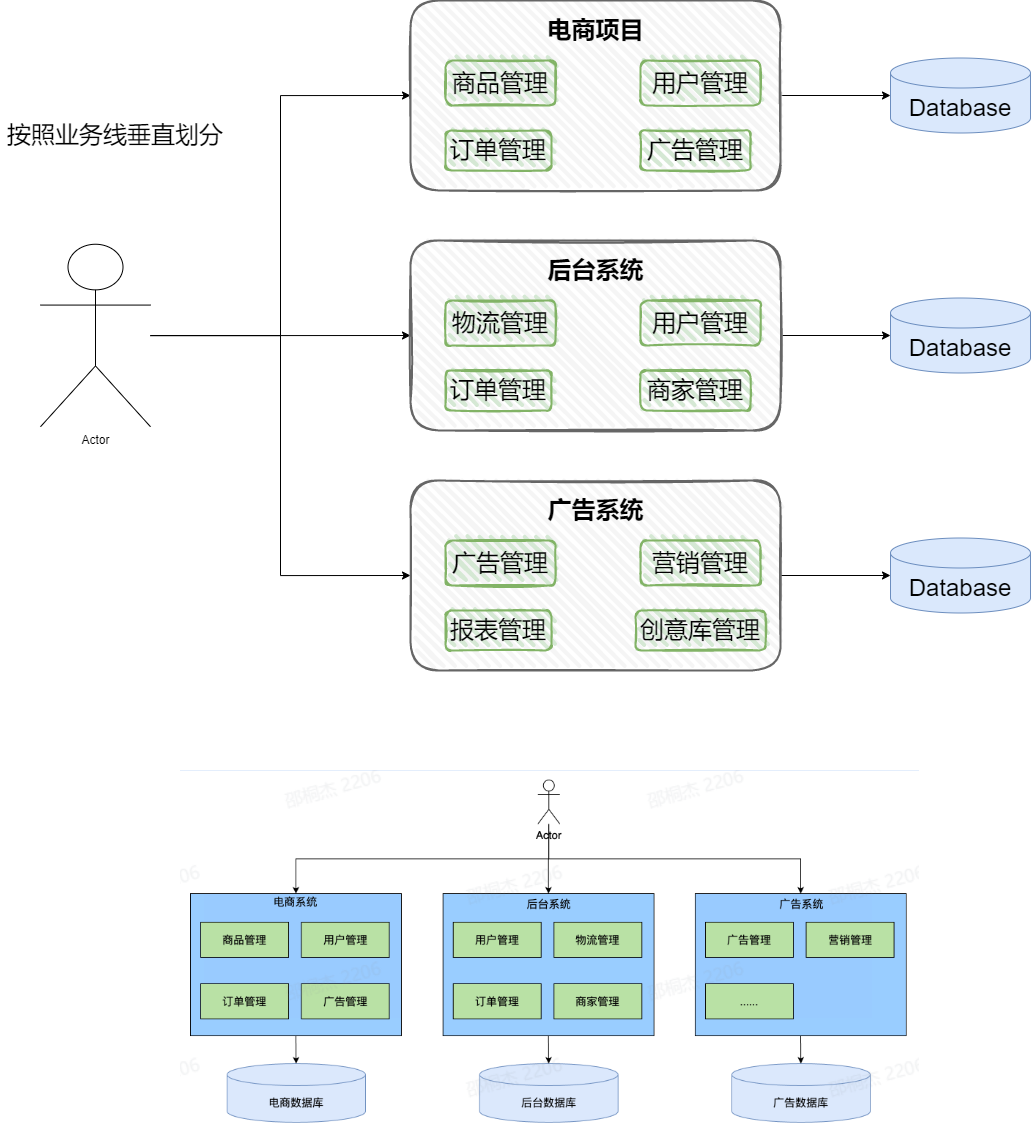 电商项目
商品管理
用户管理
订单管理
广告管理
Database
按照业务线垂直划分
后台系统
物流管理
用户管理
订单管理
商家管理
Database
Actor
广告系统
广告管理
营销管理
报表管理
创意库管理
Database
邵桐杰 2206
邵桐杰 2206
Actor
06
2206
2206
电商系统
后台系统
广告系统
商品管理
用户管理
用户管理
物流管理
广告管理
营销管理
订单管理
广告管理
订单管理
商家管理
......
06
电商数据库
后台数据库
广告数据库